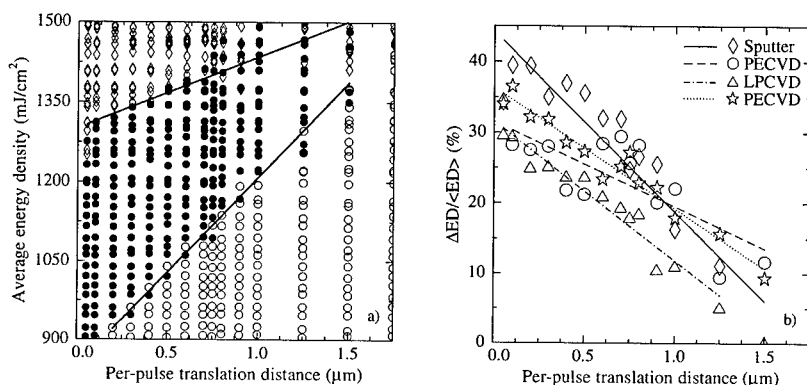 1500
1350
1200
1050
900
Average energy density (mJ/cm²)
0.0 0.5 1.0 1.5
Per-pulse translation distance (μm)
a)
40
30
20
10
0
ΔED/<ED> (%)
Sputter
PECVD
LPCVD
PECVD
0.0 0.5 1.0 1.5
Per-pulse translation distance (μm)
b)